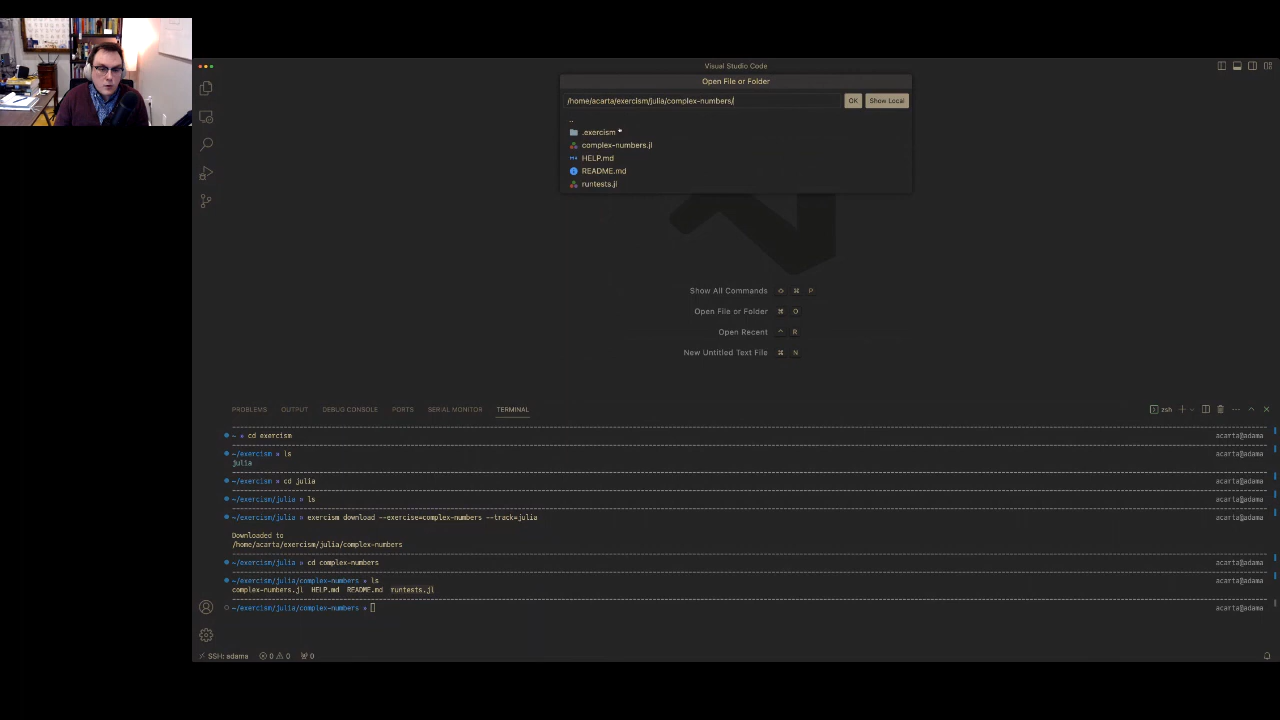 Visual Studio Code
Open File or Folder
/home/acarta/exercism/julia/complex-numbers/
OK
Show Local
..
.exercism
complex-numbers.jl
HELP.md
README.md
runtests.jl
Show All Commands ⇧ ⌘ P
Open File or Folder ⌘ O
Open Recent ^ R
New Untitled Text File ⌘ N
PROBLEMS OUTPUT DEBUG CONSOLE PORTS SERIAL MONITOR TERMINAL
zsh
~ » cd exercism acarta@adama
~/exercism » ls acarta@adama
julia
~/exercism » cd julia acarta@adama
~/exercism/julia » ls acarta@adama
~/exercism/julia » exercism download --exercise=complex-numbers --track=julia acarta@adama
Downloaded to
/home/acarta/exercism/julia/complex-numbers
~/exercism/julia » cd complex-numbers acarta@adama
~/exercism/julia/complex-numbers » ls acarta@adama
complex-numbers.jl HELP.md README.md runtests.jl
~/exercism/julia/complex-numbers » acarta@adama
SSH: adama 0 0 0